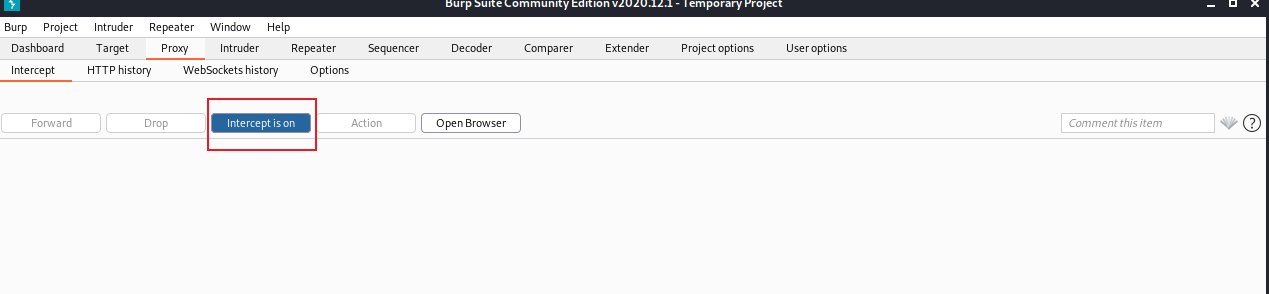 Burp Suite Community Edition v2020.12.1 - Temporary Project
Burp Project Intruder Repeater Window Help
Dashboard Target Proxy Intruder Repeater Sequencer Decoder Comparer Extender Project options User options
Intercept HTTP history WebSockets history Options
Forward Drop Intercept is on Action Open Browser Comment this item ?